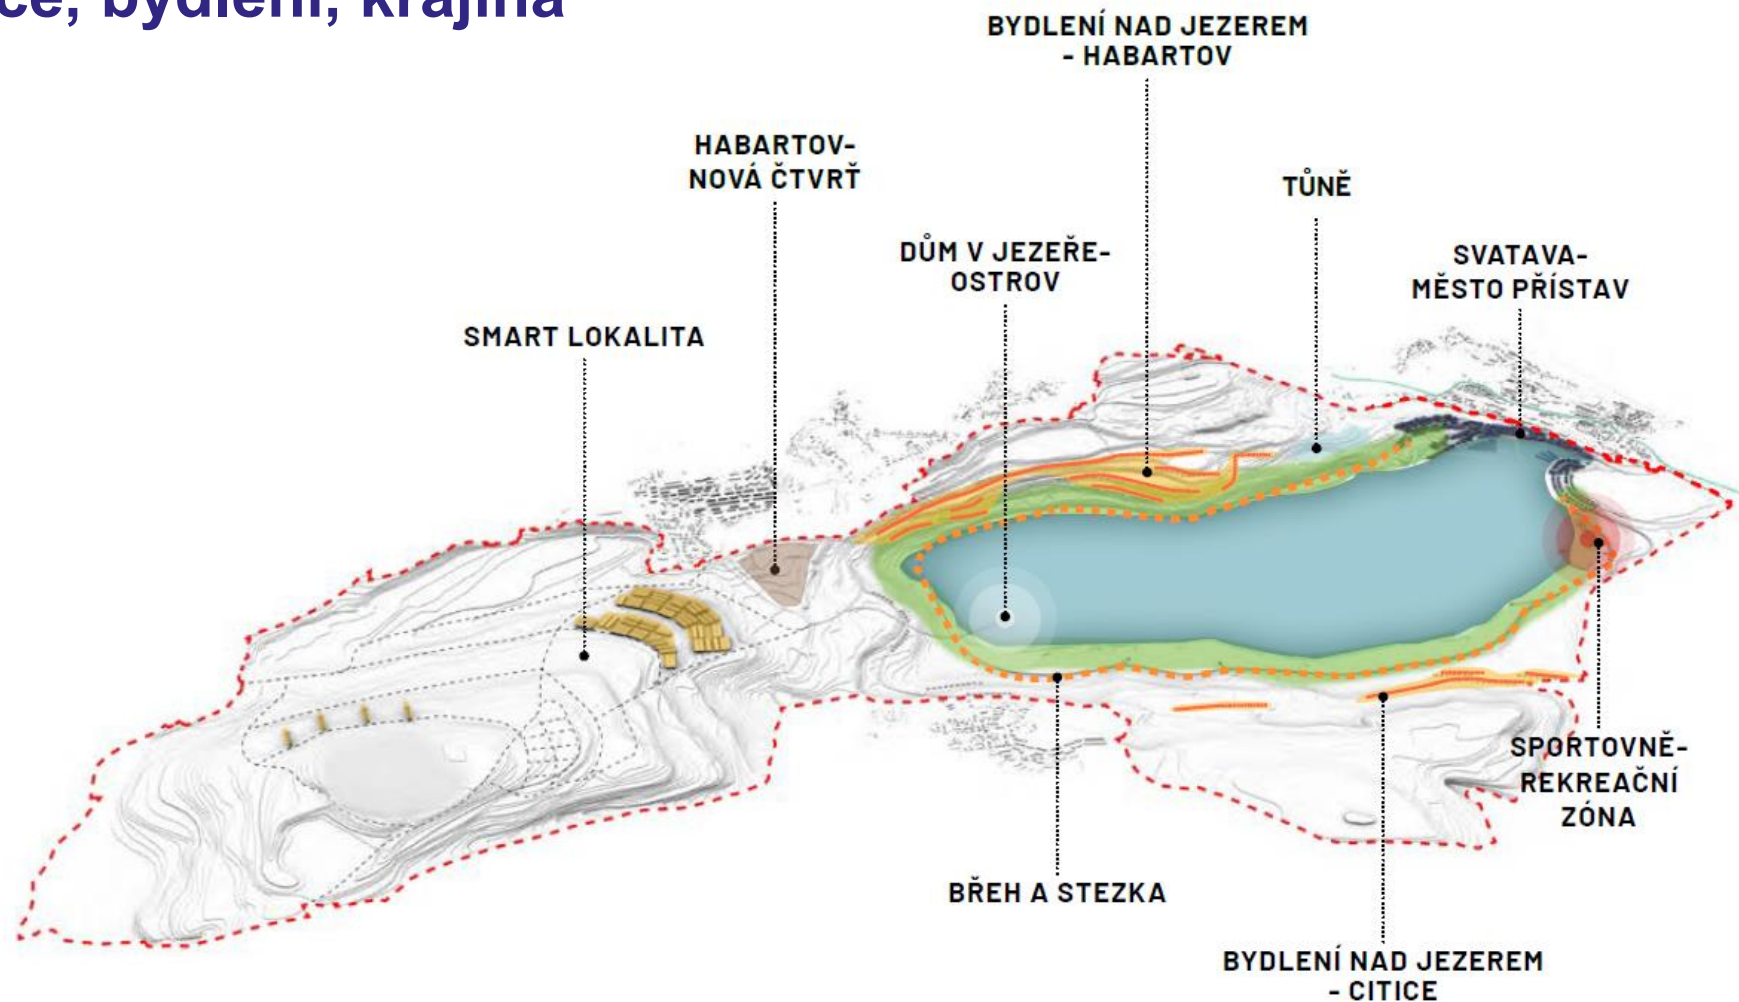 ce, bydlení, krajina
BYDLENÍ NAD JEZEREM
- HABARTOV
HABARTOV-
NOVÁ ČTVRŤ
TŮNĚ
DŮM V JEZEŘE-
OSTROV
SVATAVA-
MĚSTO PŘÍSTAV
SMART LOKALITA
SPORTOVNĚ-
REKREAČNÍ
ZÓNA
BŘEH A STEZKA
BYDLENÍ NAD JEZEREM
- CITICE